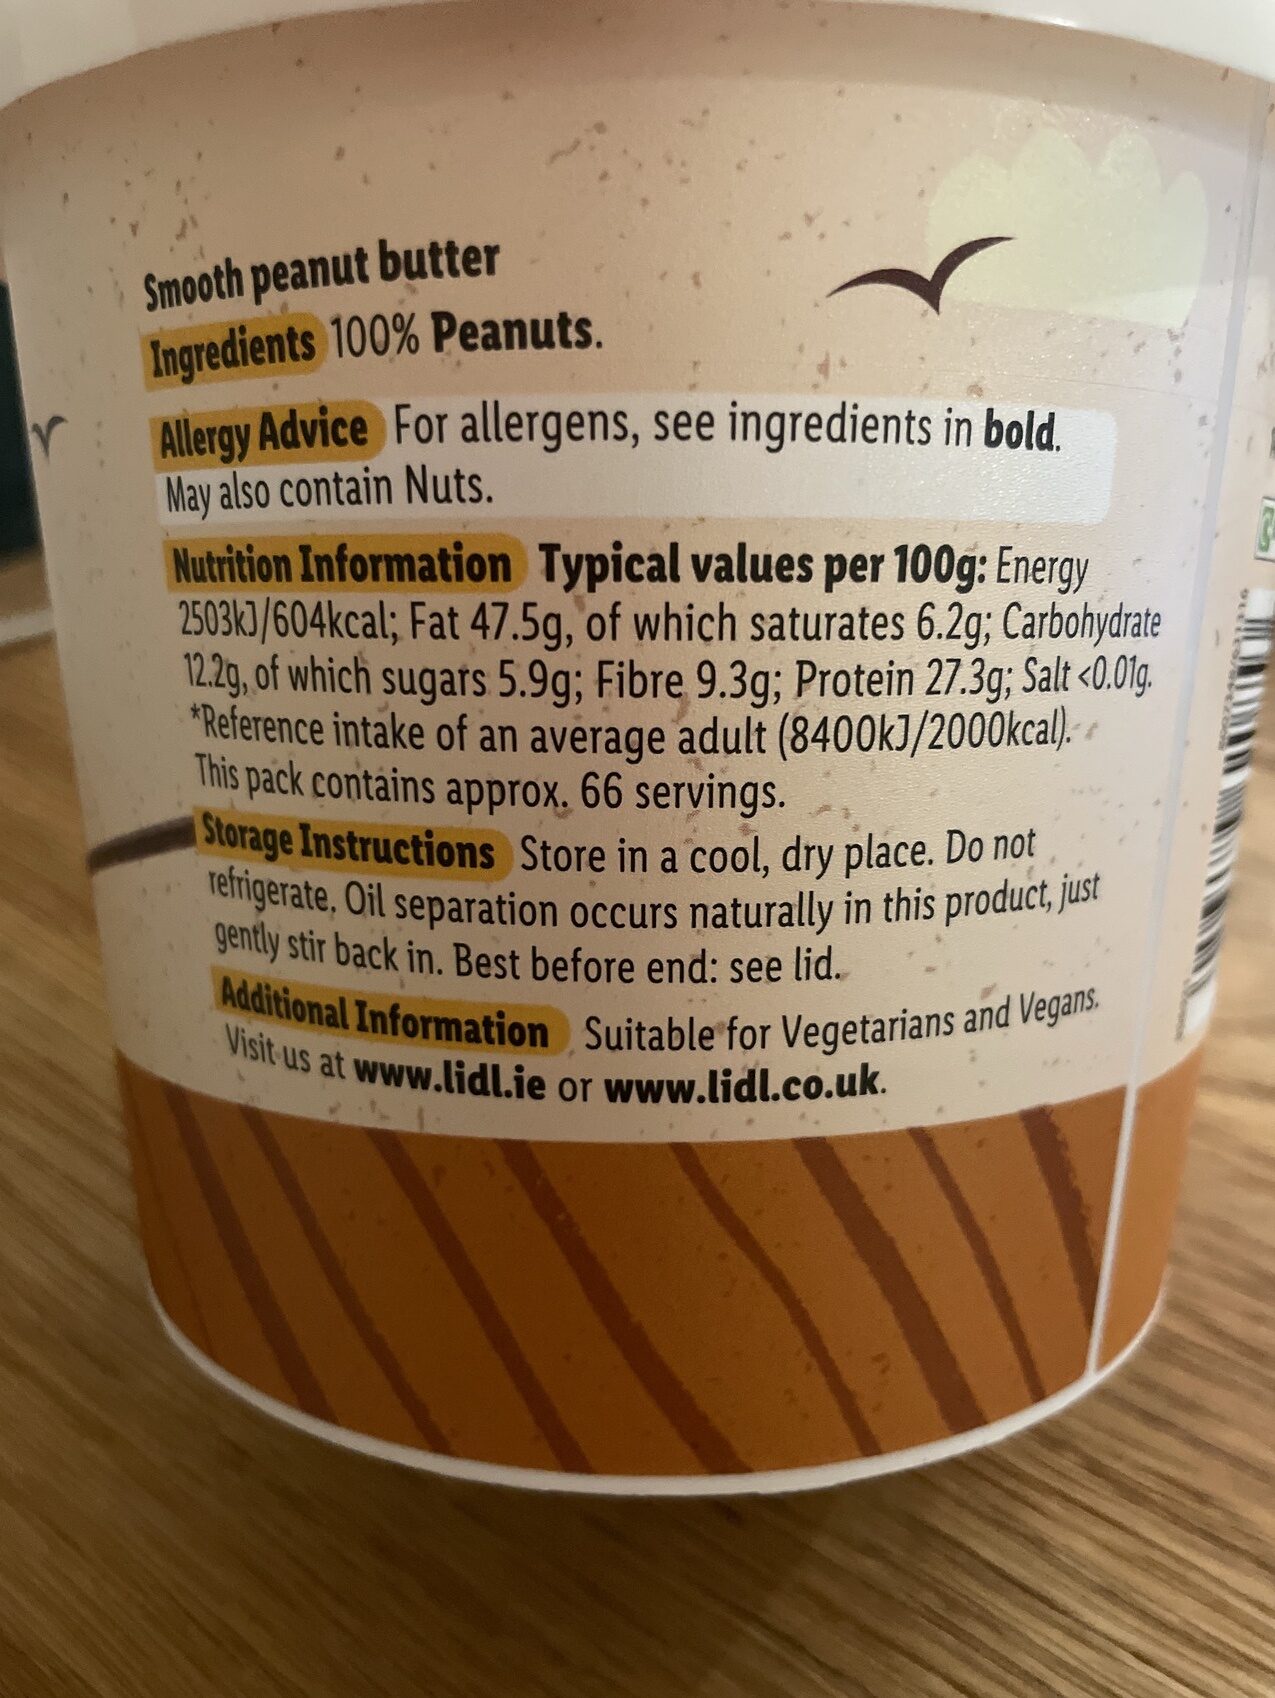 Smooth peanut butter
Ingredients 100% Peanuts.
Allergy Advice For allergens, see ingredients in bold.
May also contain Nuts.
Nutrition Information Typical values per 100g: Energy
2503kJ/604kcal; Fat 47.5g, of which saturates 6.2g; Carbohydrate
12.2g, of which sugars 5.9g; Fibre 9.3g; Protein 27.3g; Salt <0.01g.
*Reference intake of an average adult (8400kJ/2000kcal).
This pack contains approx. 66 servings.
Storage Instructions Store in a cool, dry place. Do not
refrigerate. Oil separation occurs naturally in this product, just
gently stir back in. Best before end: see lid.
Additional Information Suitable for Vegetarians and Vegans.
Visit us at www.lidl.ie or www.lidl.co.uk.